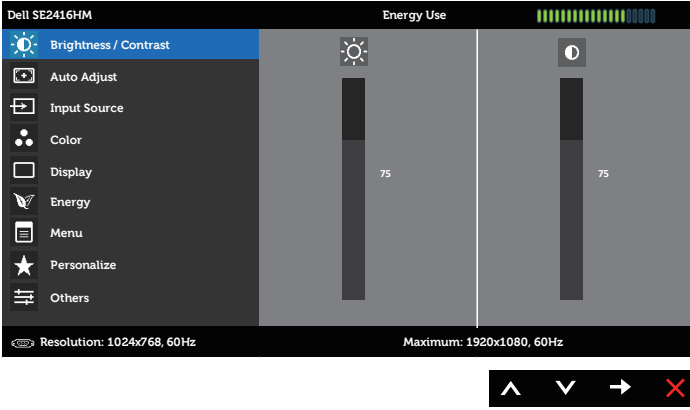 Dell SE2416HM Energy Use
Brightness / Contrast
Auto Adjust
Input Source
Color
Display
75 75
Energy
Menu
Personalize
Others
Resolution: 1024x768, 60Hz Maximum: 1920x1080, 60Hz